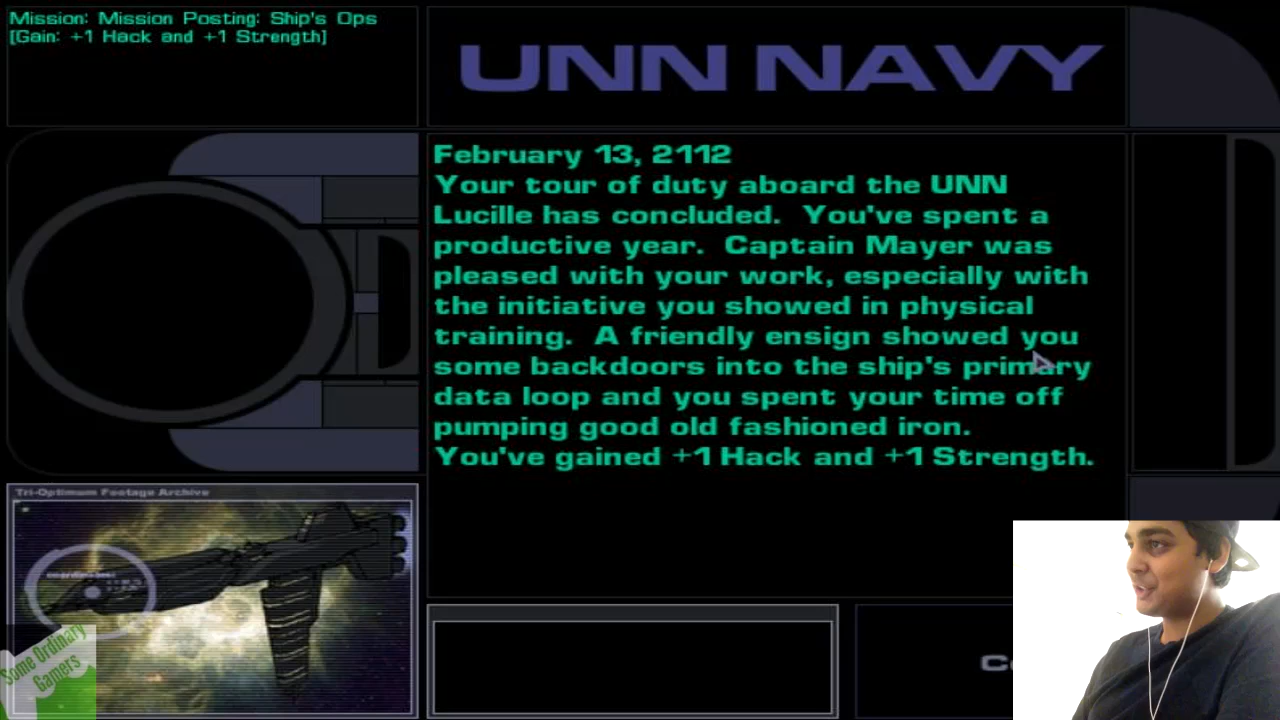 Mission: Mission Posting: Ship's Ops
[Gain: +1 Hack and +1 Strength]
UNN NAVY
February 13, 2112
Your tour of duty aboard the UNN
Lucille has concluded.  You've spent a
productive year.  Captain Mayer was
pleased with your work, especially with
the initiative you showed in physical
training.  A friendly ensign showed you
some backdoors into the ship's primary
data loop and you spent your time off
pumping good old fashioned iron.
You've gained +1 Hack and +1 Strength.
Tri-Optimum Footage Archive
Some Ordinary
Gamers